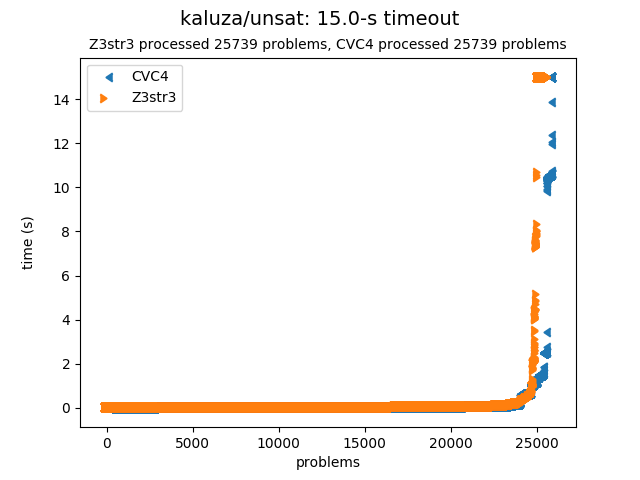 kaluza/unsat: 15.0-s timeout
Z3str3 processed 25739 problems, CVC4 processed 25739 problems
CVC4
Z3str3
14
12
10
8
6
4
2
0
time (s)
0 5000 10000 15000 20000 25000
problems